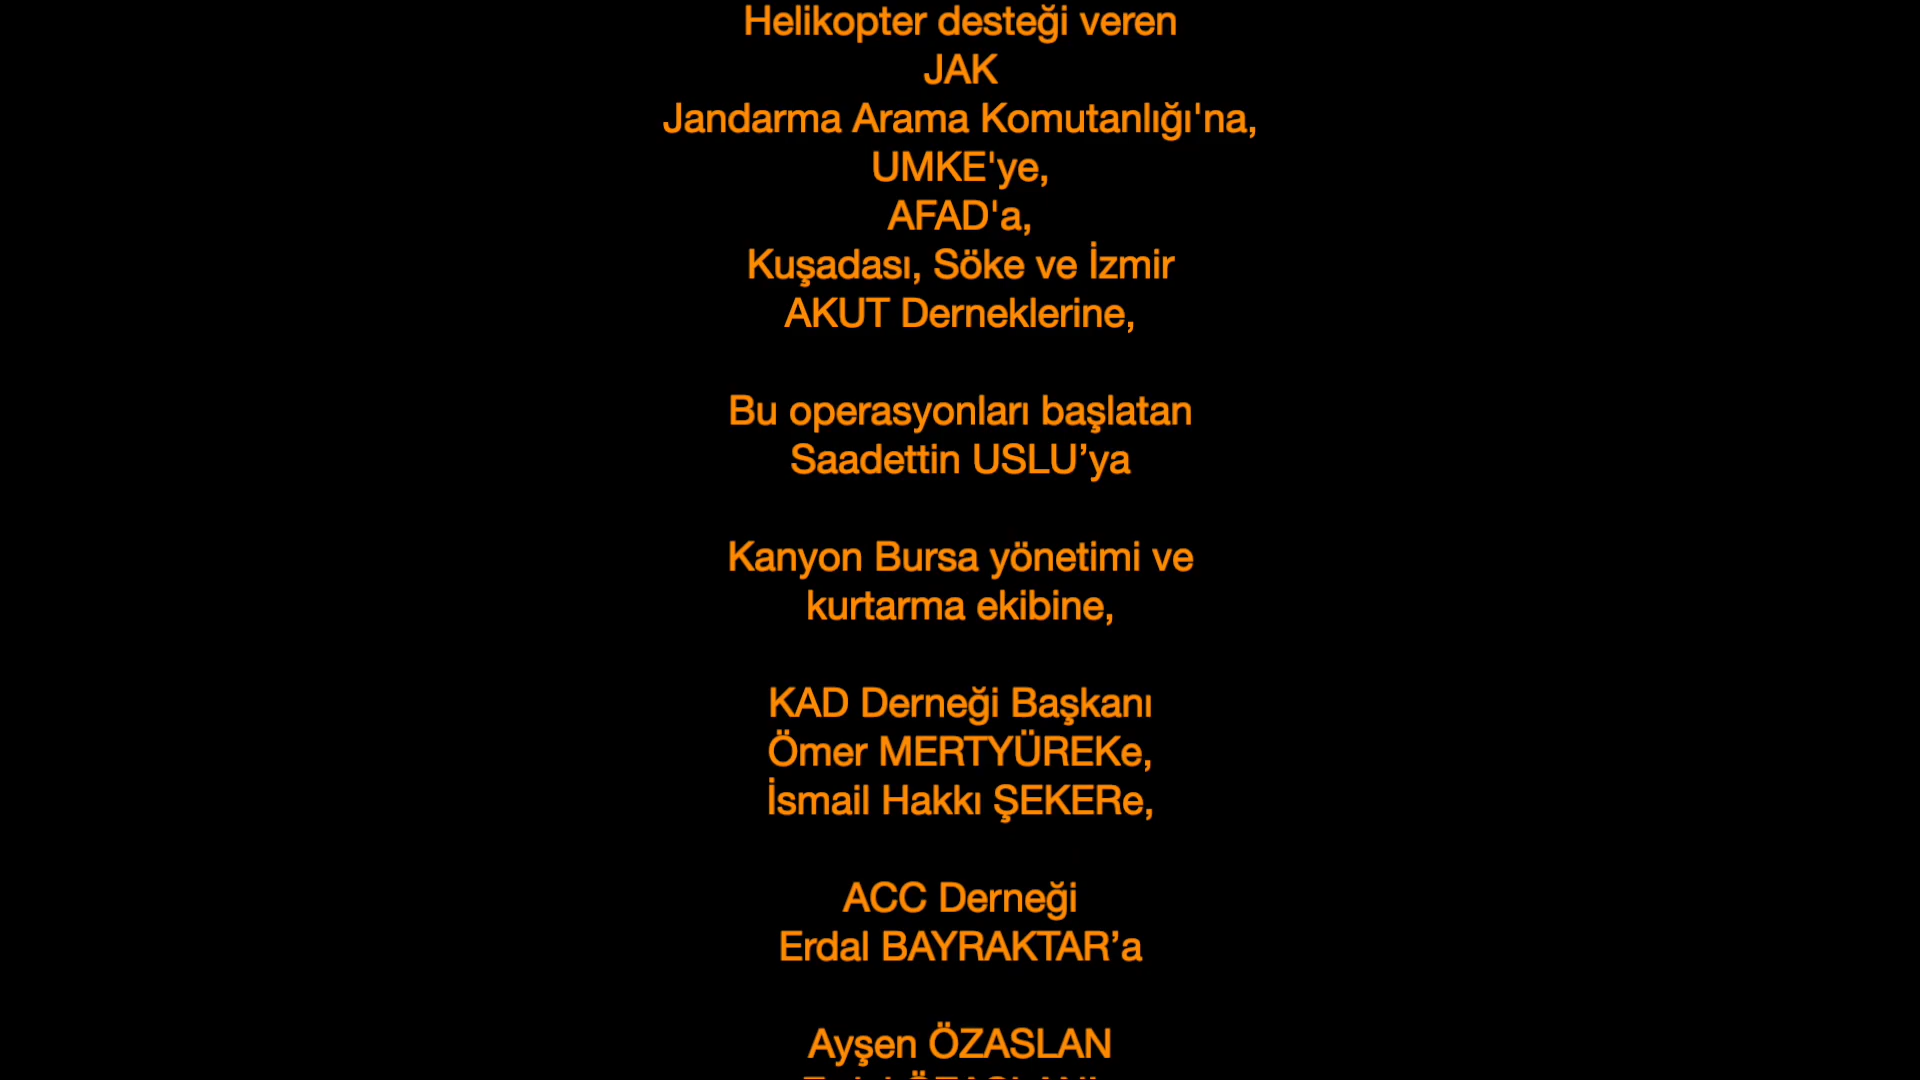 Helikopter desteği veren
JAK
Jandarma Arama Komutanlığı'na,
UMKE'ye,
AFAD'a,
Kuşadası, Söke ve İzmir
AKUT Derneklerine,
Bu operasyonları başlatan
Saadettin USLU’ya
Kanyon Bursa yönetimi ve
kurtarma ekibine,
KAD Derneği Başkanı
Ömer MERTYÜREKe,
İsmail Hakkı ŞEKERe,
ACC Derneği
Erdal BAYRAKTAR’a
Ayşen ÖZASLAN